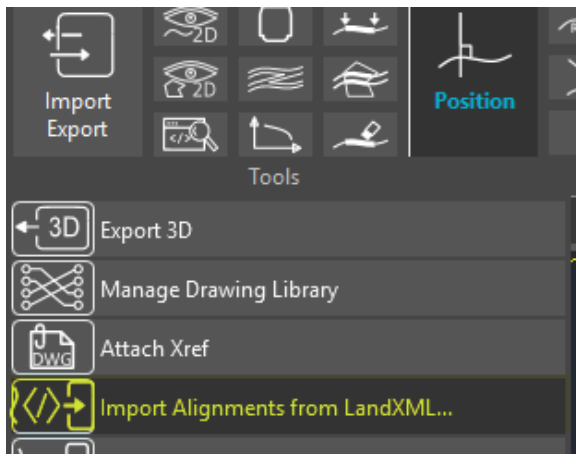 2D
Import
Export
2D
Position
</>
Tools
3D
Export 3D
Manage Drawing Library
DWG
Attach Xref
</>
Import Alignments from LandXML...